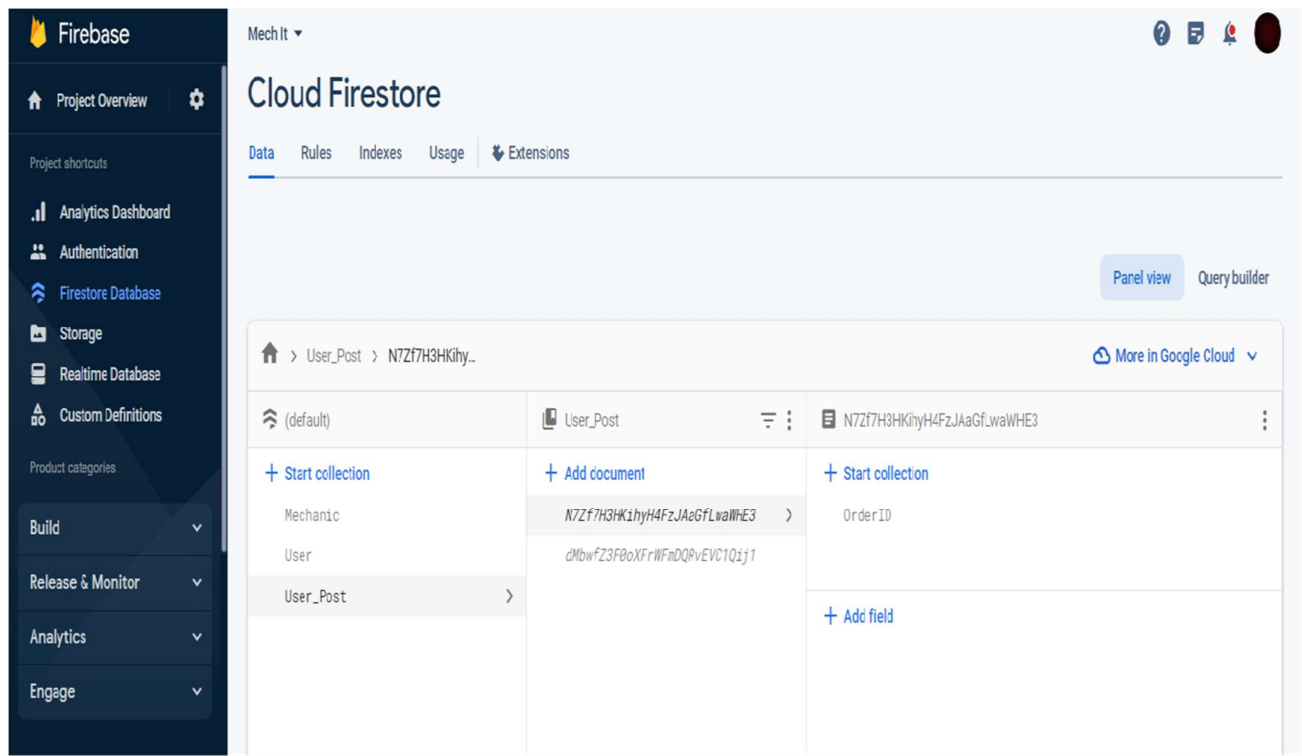 Firebase
Mech It
Project Overview
Cloud Firestore
Project shortcuts
Data Rules Indexes Usage Extensions
Analytics Dashboard
Authentication
Firestore Database
Storage
Realtime Database
Custom Definitions
Product categories
Build
Release & Monitor
Analytics
Engage
Panel view Query builder
User_Post > N7Zf7H3HKihy...
More in Google Cloud
(default)
Start collection
Mechanic
User
User_Post
User_Post
Add document
N7Zf7H3HKihyH4FzJAaGfLwaWHE3
dMbwfZ3F0oXFrWFmDQRvEVC1Qij1
N7Zf7H3HKihyH4FzJAaGfLwaWHE3
Start collection
OrderID
Add field